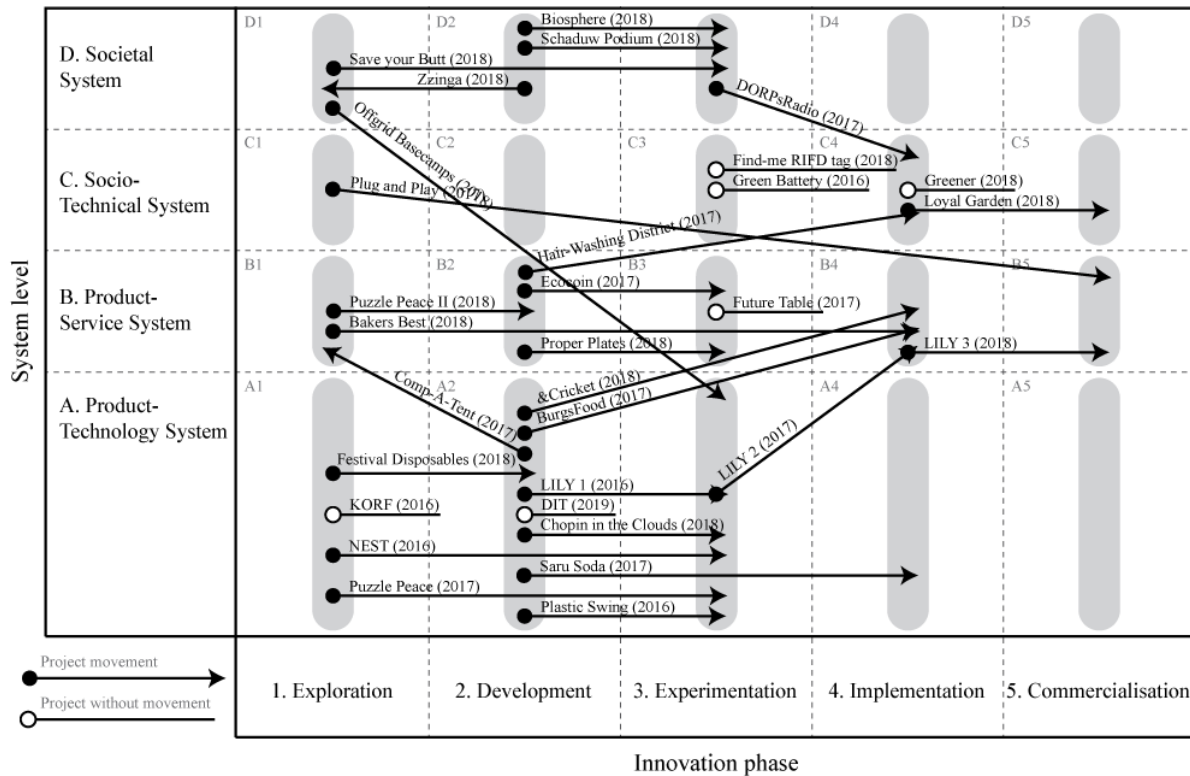 System level
D. Societal
System
C. Socio-
Technical System
B. Product-
Service System
A. Product-
Technology System
D1
D2
D4
D5
Biosphere (2018)
Schaduw Podium (2018)
Save your Butt (2018)
Zzinga (2018)
DORPsRadio (2017)
Offgrid Basecamps
C1
C2
C3
C4
C5
Find-me RIFD tag (2018)
Plug and Play
Green Battery (2016)
Greener (2018)
Loyal Garden (2018)
Hair-Washing District (2017)
B1
B2
B3
B4
B5
Ecocoin (2017)
Puzzle Peace II (2018)
Future Table (2017)
Bakers Best (2018)
Proper Plates (2018)
LILY 3 (2018)
A1
A2
A4
A5
Comp-A-Tent (2017)
&Cricket (2018)
BurgsFood (2017)
LILY 2 (2017)
Festival Disposables (2018)
LILY 1 (2016)
KORF (2016)
DIT (2019)
Chopin in the Clouds (2018)
NEST (2016)
Saru Soda (2017)
Puzzle Peace (2017)
Plastic Swing (2016)
Project movement
Project without movement
1. Exploration
2. Development
3. Experimentation
4. Implementation
5. Commercialisation
Innovation phase